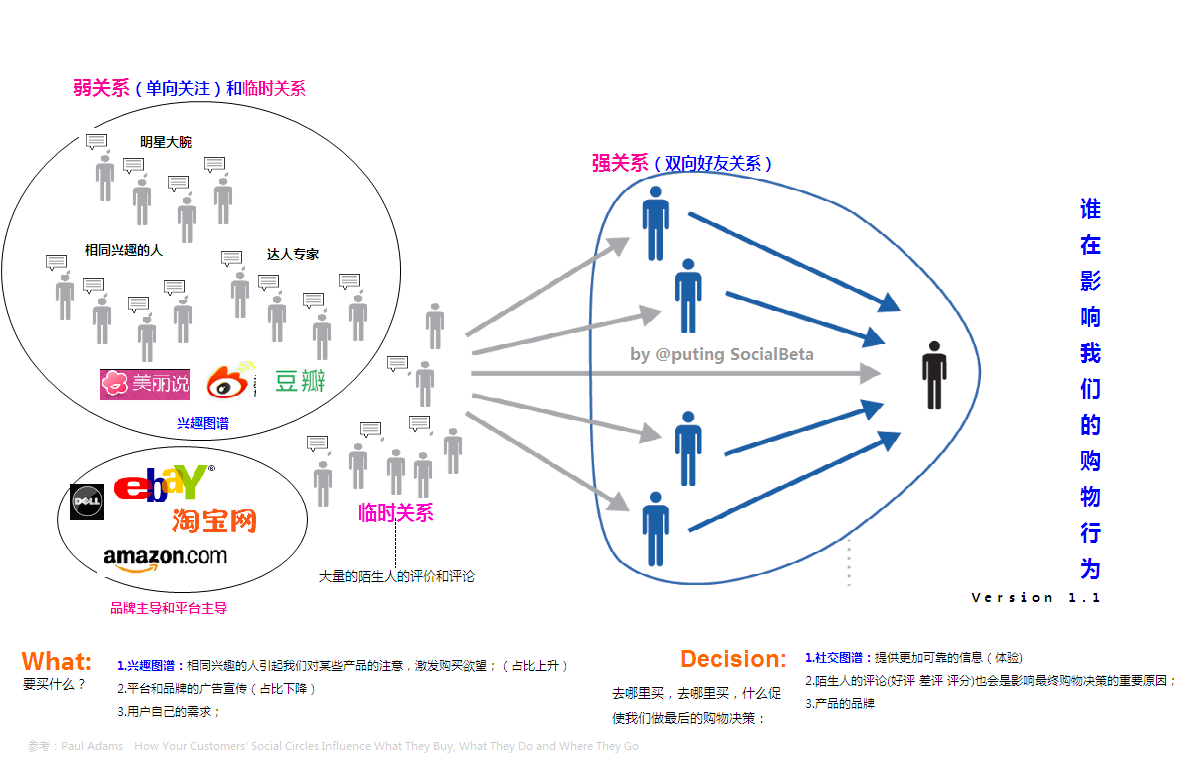 弱关系（单向关注）和临时关系
明星大腕
相同兴趣的人
达人专家
美丽说
豆瓣
兴趣图谱
DELL
ebaY®
淘宝网
amazon.com
品牌主导和平台主导
临时关系
大量的陌生人的评价和评论
强关系（双向好友关系）
by @puting SocialBeta
谁在影响我们的购物行为
Version 1.1
What:
要买什么？
1.兴趣图谱：相同兴趣的人引起我们对某些产品的注意，激发购买欲望；（占比上升）
2.平台和品牌的广告宣传（占比下降）
3.用户自己的需求；
Decision:
去哪里买，去哪里买，什么促
使我们做最后的购物决策：
1.社交图谱：提供更加可靠的信息（体验)
2.陌生人的评论(好评 差评 评分)也会是影响最终购物决策的重要原因；
3.产品的品牌
参考：Paul Adams How Your Customers' Social Circles Influence What They Buy, What They Do and Where They Go